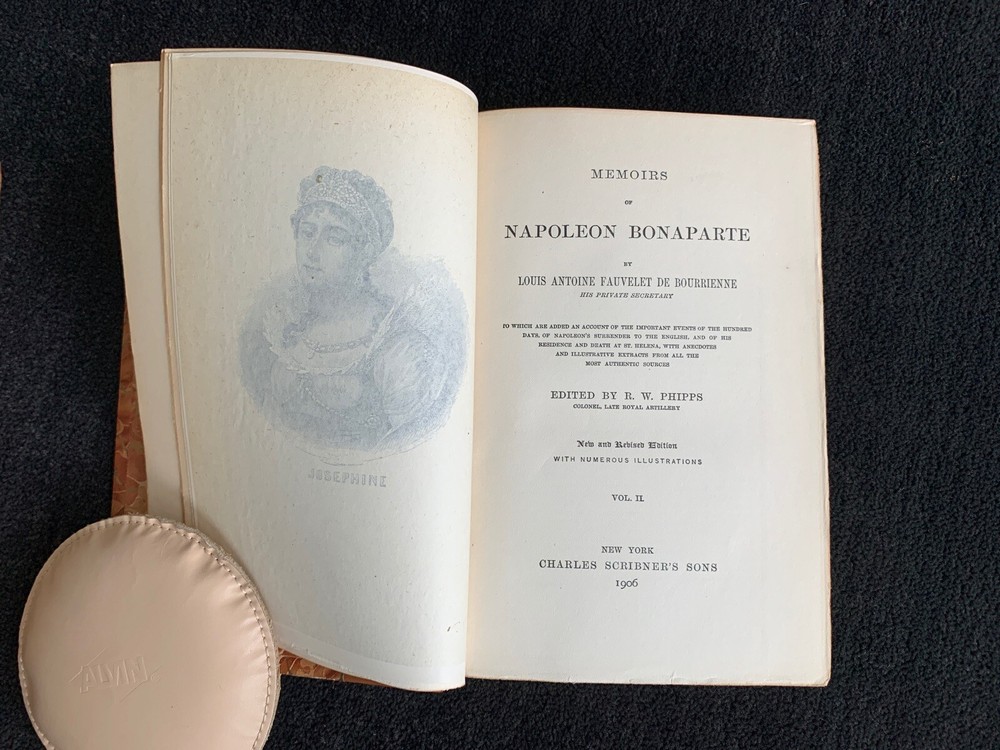 JOSEPHINE
MEMOIRS
OF
NAPOLEON BONAPARTE
BY
LOUIS ANTOINE FAUVELET DE BOURRIENNE
HIS PRIVATE SECRETARY
TO WHICH ARE ADDED AN ACCOUNT OF THE IMPORTANT EVENTS OF THE HUNDRED
DAYS, OF NAPOLEON'S SURRENDER TO THE ENGLISH, AND OF HIS
RESIDENCE AND DEATH AT ST. HELENA, WITH ANECDOTES
AND ILLUSTRATIVE EXTRACTS FROM ALL THE
MOST AUTHENTIC SOURCES
EDITED BY R. W. PHIPPS
COLONEL, LATE ROYAL ARTILLERY
New and Revised Edition
WITH NUMEROUS ILLUSTRATIONS
VOL. II.
NEW YORK
CHARLES SCRIBNER'S SONS
1906
ALVIN